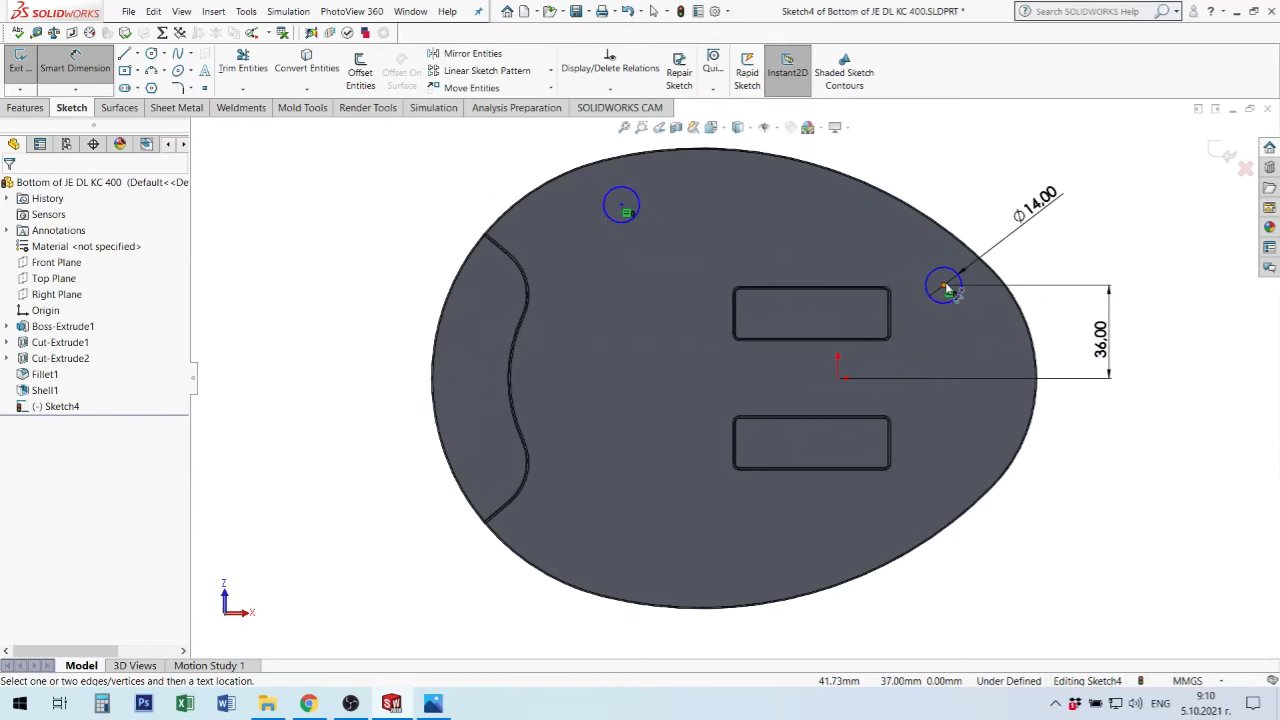 SOLIDWORKS
File
Edit
View
Insert
Tools
Simulation
PhotoView 360
Window
Help
Sketch4 of Bottom of JE DL KC 400.SLDPRT *
Search SOLIDWORKS Help
Exit ...
Smart Dimension
Trim Entities
Convert Entities
Offset Entities
Offset On Surface
Mirror Entities
Linear Sketch Pattern
Move Entities
Display/Delete Relations
Repair Sketch
Qui...
Rapid Sketch
Instant2D
Shaded Sketch Contours
Features
Sketch
Surfaces
Sheet Metal
Weldments
Mold Tools
Render Tools
Simulation
Analysis Preparation
SOLIDWORKS CAM
Bottom of JE DL KC 400 (Default<<De
History
Sensors
Annotations
Material <not specified>
Front Plane
Top Plane
Right Plane
Origin
Boss-Extrude1
Cut-Extrude1
Cut-Extrude2
Fillet1
Shell1
(-) Sketch4
∅14,00
36,00
Z
X
Model
3D Views
Motion Study 1
Select one or two edges/vertices and then a text location.
41.73mm
37.00mm
0.00mm
Under Defined
Editing Sketch4
MMGS
9:10
5.10.2021 г.